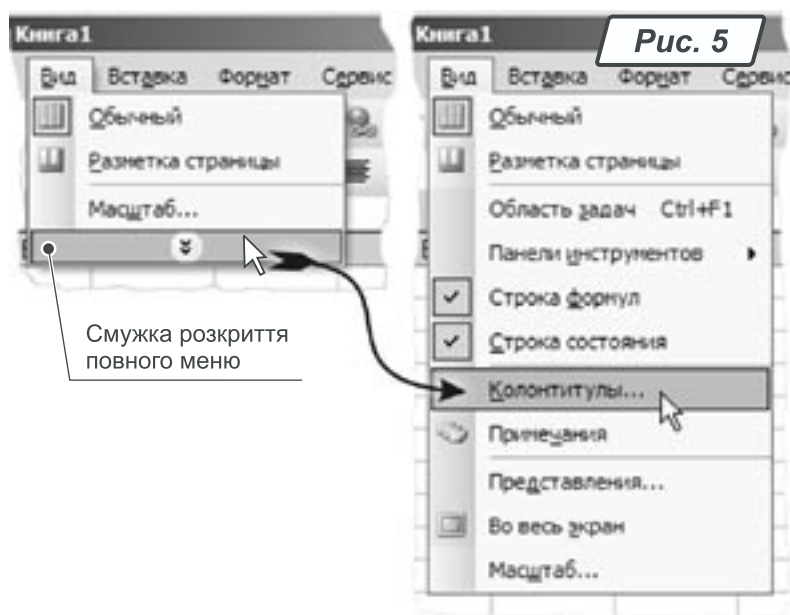 Книга1
Вид Вставка Формат Сервис
Обычный
Разметка страницы
Масштаб...
Смужка розкриття
повного меню
Рис. 5
Книга1
Вид Вставка Формат Сервис
Обычный
Разметка страницы
Область задач Ctrl+F1
Панели инструментов
Строка формул
Строка состояния
Колонтитулы...
Примечания
Представления...
Во весь экран
Масштаб...